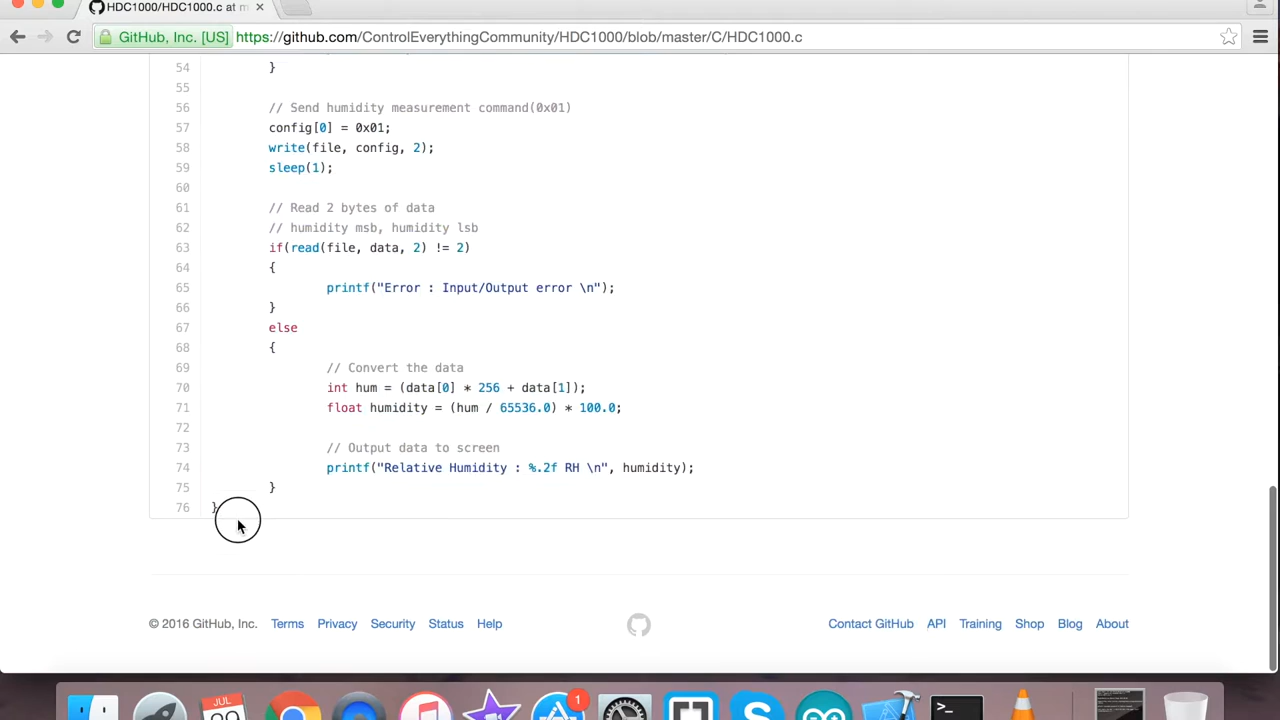 HDC1000/HDC1000.c at m
GitHub, Inc. [US] https://github.com/ControlEverythingCommunity/HDC1000/blob/master/C/HDC1000.c
54 }
55
56 // Send humidity measurement command(0x01)
57 config[0] = 0x01;
58 write(file, config, 2);
59 sleep(1);
60
61 // Read 2 bytes of data
62 // humidity msb, humidity lsb
63 if(read(file, data, 2) != 2)
64 {
65 printf("Error : Input/Output error \n");
66 }
67 else
68 {
69 // Convert the data
70 int hum = (data[0] * 256 + data[1]);
71 float humidity = (hum / 65536.0) * 100.0;
72
73 // Output data to screen
74 printf("Relative Humidity : %.2f RH \n", humidity);
75 }
76 }
© 2016 GitHub, Inc. Terms Privacy Security Status Help Contact GitHub API Training Shop Blog About
JUL
1